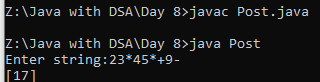 Z:\Java with DSA\Day 8>javac Post.java
Z:\Java with DSA\Day 8>java Post
Enter string:23*45*+9-
[17]